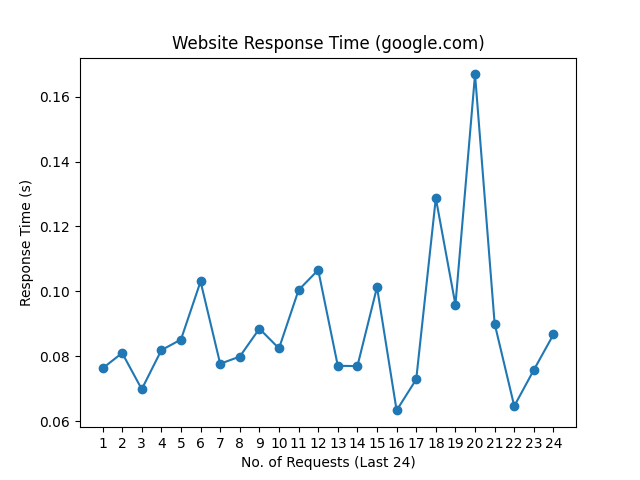 Website Response Time (google.com)
0.16
0.14
0.12
0.10
0.08
0.06
Response Time (s)
1 2 3 4 5 6 7 8 9 10 11 12 13 14 15 16 17 18 19 20 21 22 23 24
No. of Requests (Last 24)